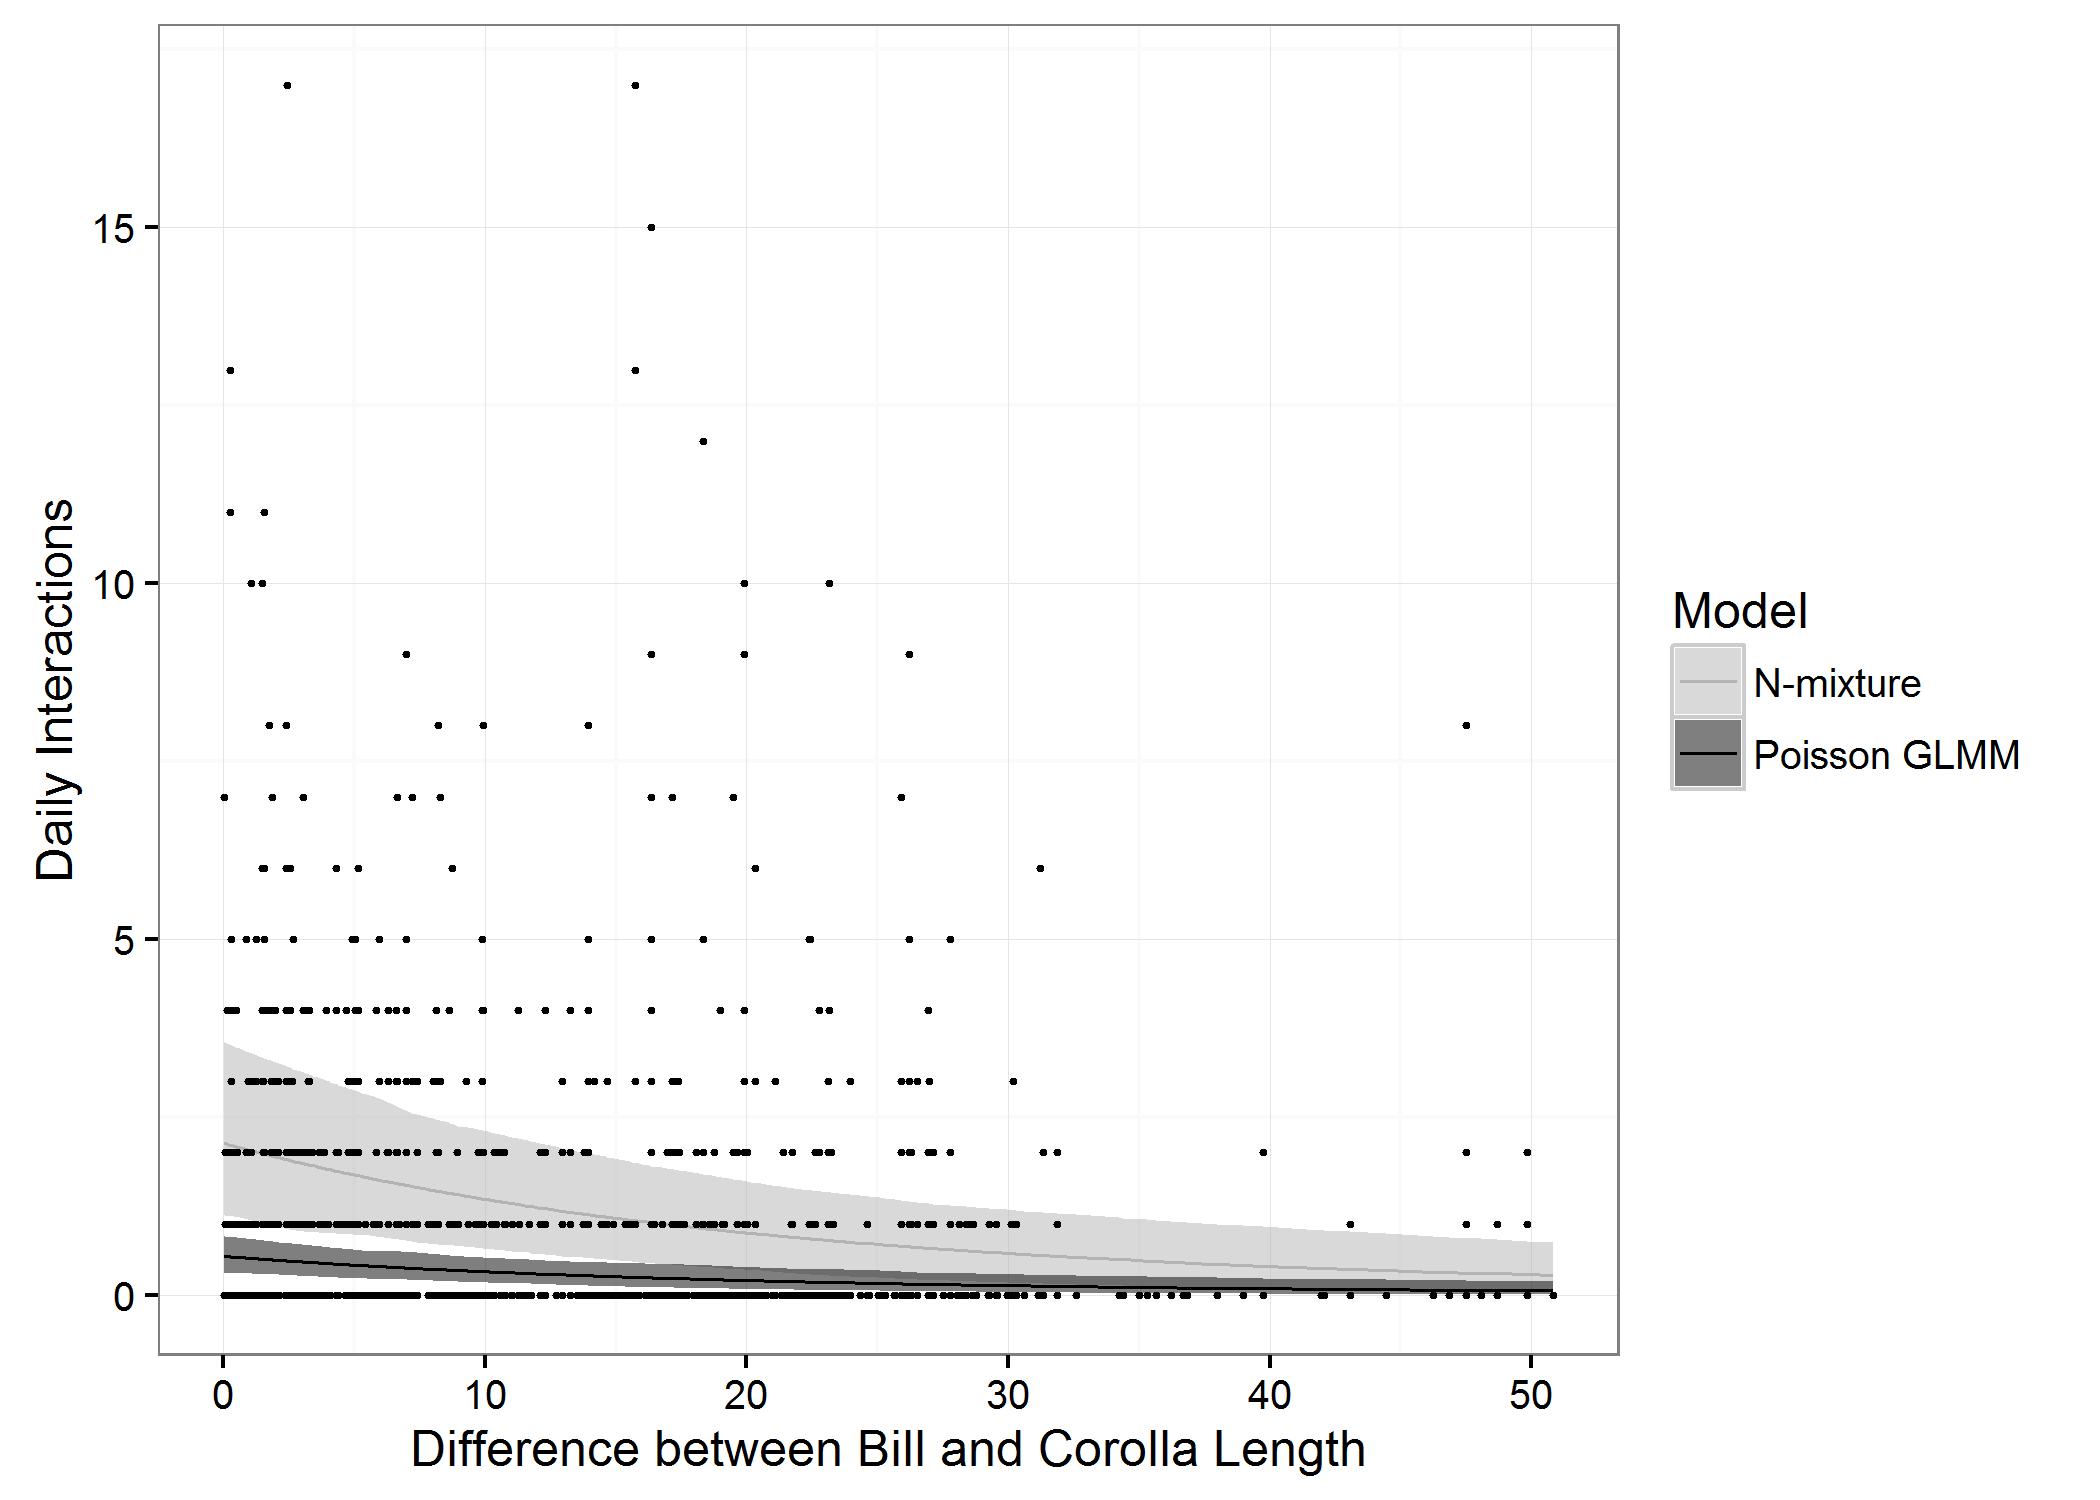 Daily Interactions
15
10
5
0
0 10 20 30 40 50
Difference between Bill and Corolla Length
Model
N-mixture
Poisson GLMM